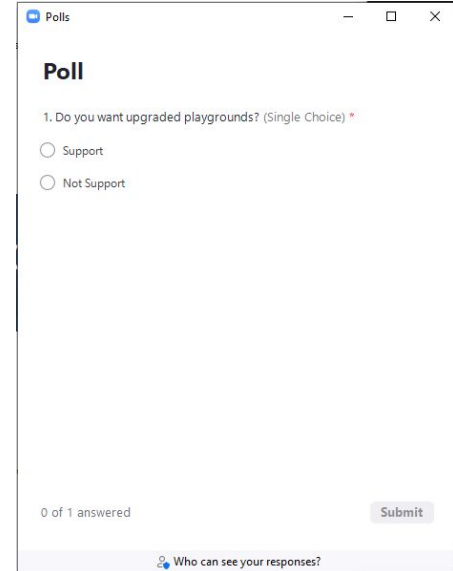 Polls
Poll
1. Do you want upgraded playgrounds? (Single Choice) *
Support
Not Support
0 of 1 answered
Submit
Who can see your responses?